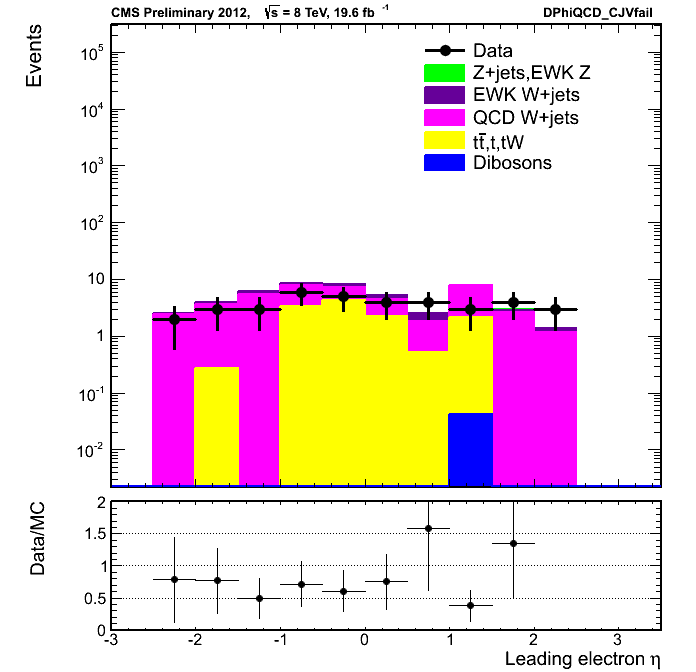 CMS Preliminary 2012, √s = 8 TeV, 19.6 fb⁻¹ DPhiQCD_CJVfail
Events
10⁵
10⁴
10³
10²
10
1
10⁻¹
10⁻²
Data
Z+jets,EWK Z
EWK W+jets
QCD W+jets
tt̄,t,tW
Dibosons
Data/MC
2
1.5
1
0.5
0
-3 -2 -1 0 1 2 3
Leading electron η